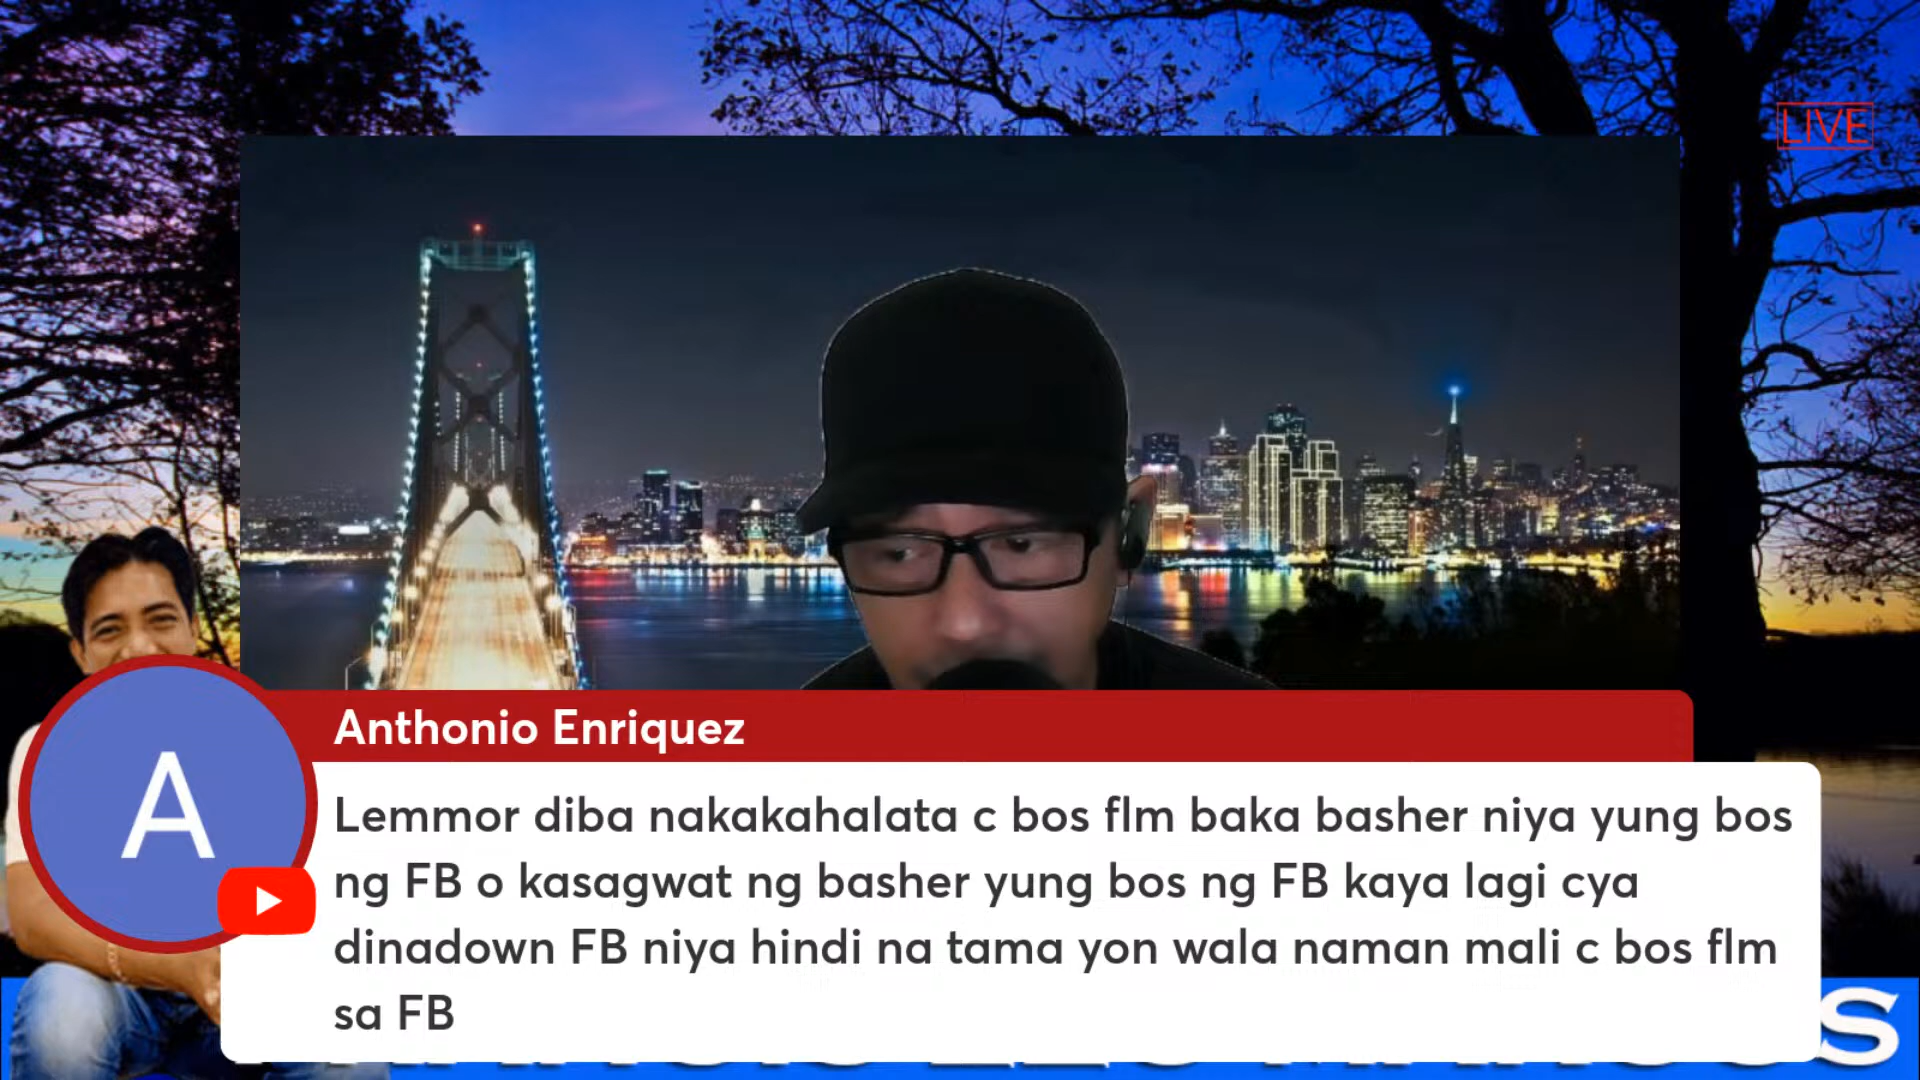 LIVE
Anthonio Enriquez
A
Lemmor diba nakakahalata c bos flm baka basher niya yung bos
ng FB o kasagwat ng basher yung bos ng FB kaya lagi cya
dinadown FB niya hindi na tama yon wala naman mali c bos flm
sa FB